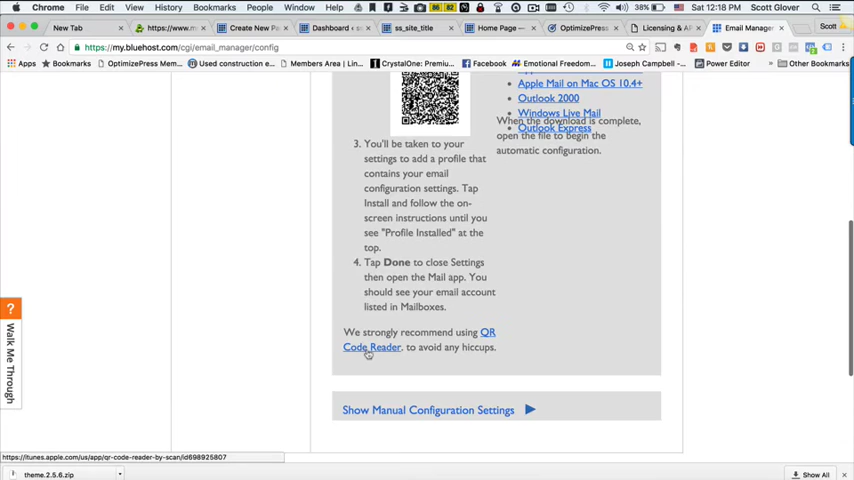 Chrome File Edit View History Bookmarks People Window Help 86 82 38% Sat 12:18 PM Scott Glover
New Tab https://www.m Create New P Dashboard < s ss_site_title Home Page — OptimizePress Licensing & AP Email Manage Scott
https://my.bluehost.com/cgi/email_manager/config
Apps Bookmarks OptimizePress Mem Used construction e Members Area | Lin CrystalOne: Premiu... Facebook Emotional Freedom Joseph Campbell Power Editor Other Bookmarks
Apple Mail on Mac OS 10.4+
Outlook 2000
Windows Live Mail
Outlook Express
When the download is complete,
open the file to begin the
automatic configuration.
3. You'll be taken to your
settings to add a profile that
contains your email
configuration settings. Tap
Install and follow the on-
screen instructions until you
see "Profile Installed" at the
top.
4. Tap Done to close Settings
then open the Mail app. You
should see your email account
listed in Mailboxes.
We strongly recommend using QR
Code Reader. to avoid any hiccups.
Show Manual Configuration Settings
?
Walk Me Through
https://itunes.apple.com/us/app/qr-code-reader-by-scan/id698925807
theme.2.5.6.zip Show All